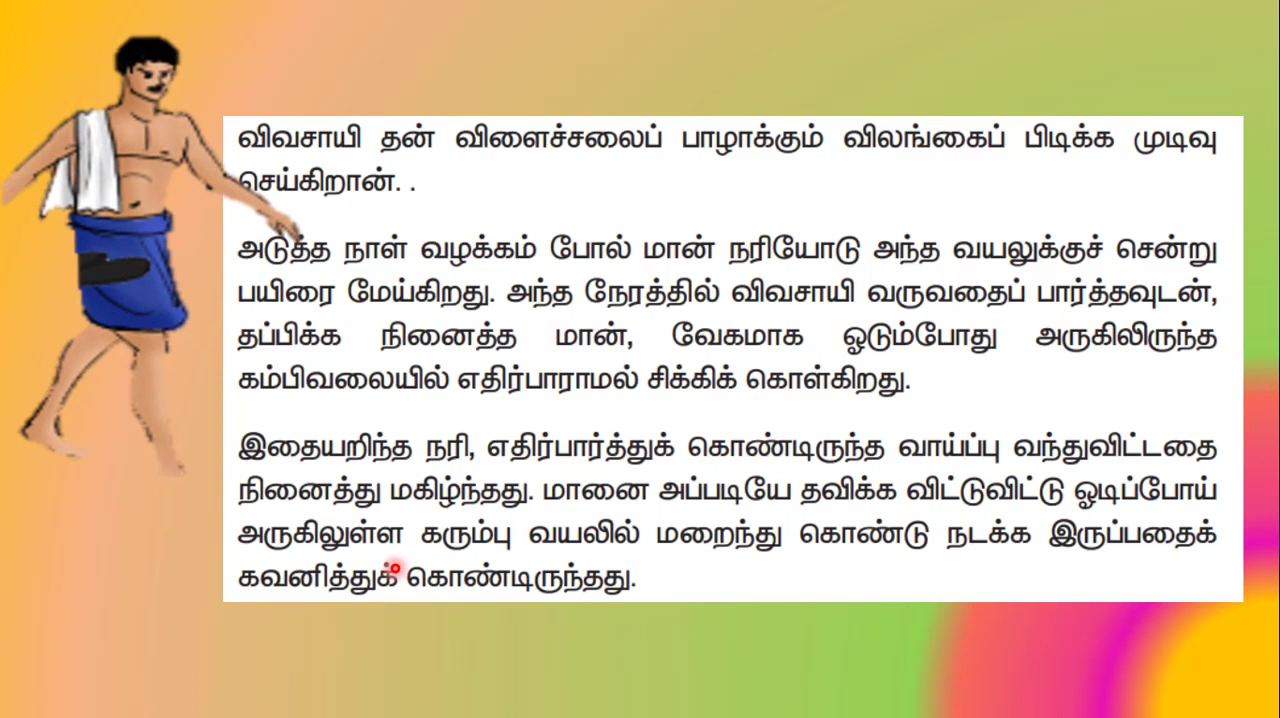 விவசாயி தன் விளைச்சலைப் பாழாக்கும் விலங்கைப் பிடிக்க முடிவு
செய்கிறான். .
அடுத்த நாள் வழக்கம் போல் மான் நரியோடு அந்த வயலுக்குச் சென்று
பயிரை மேய்கிறது. அந்த நேரத்தில் விவசாயி வருவதைப் பார்த்தவுடன்,
தப்பிக்க நினைத்த மான், வேகமாக ஓடும்போது அருகிலிருந்த
கம்பிவலையில் எதிர்பாராமல் சிக்கிக் கொள்கிறது.
இதையறிந்த நரி, எதிர்பார்த்துக் கொண்டிருந்த வாய்ப்பு வந்துவிட்டதை
நினைத்து மகிழ்ந்தது. மானை அப்படியே தவிக்க விட்டுவிட்டு ஓடிப்போய்
அருகிலுள்ள கரும்பு வயலில் மறைந்து கொண்டு நடக்க இருப்பதைக்
கவனித்துக் கொண்டிருந்தது.